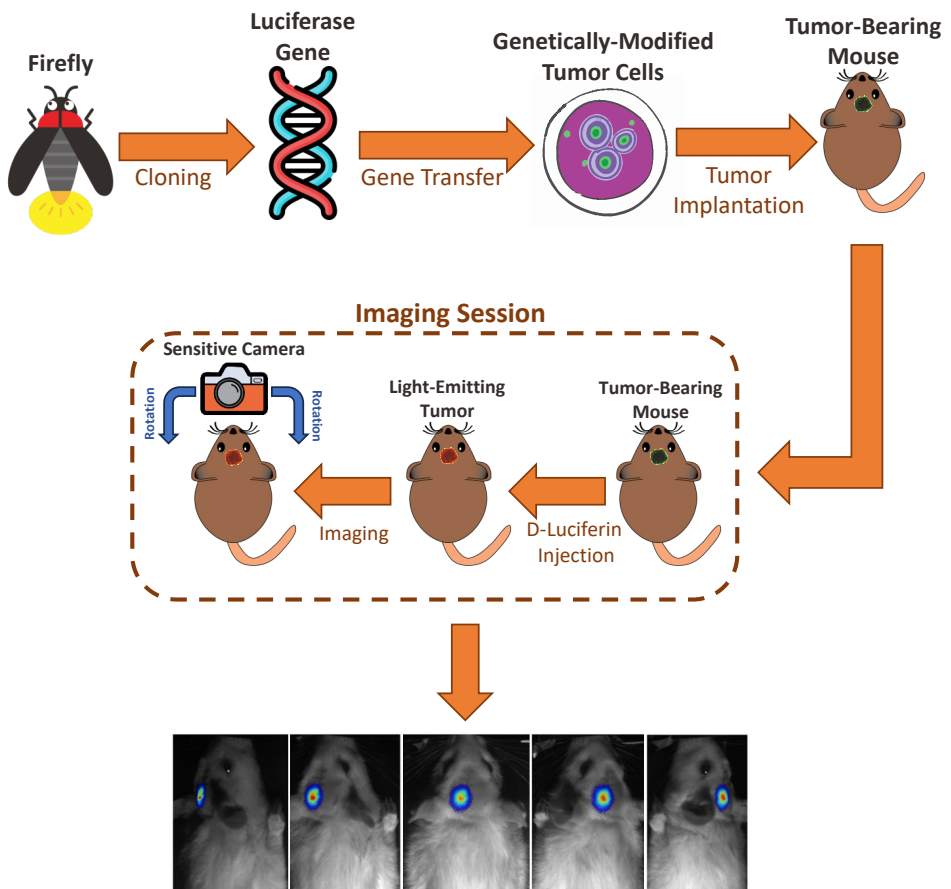 Firefly
Luciferase
Gene
Genetically-Modified
Tumor Cells
Tumor-Bearing
Mouse
Cloning
Gene Transfer
Tumor
Implantation
Imaging Session
Sensitive Camera
Rotation
Rotation
Light-Emitting
Tumor
Tumor-Bearing
Mouse
Imaging
D-Luciferin
Injection